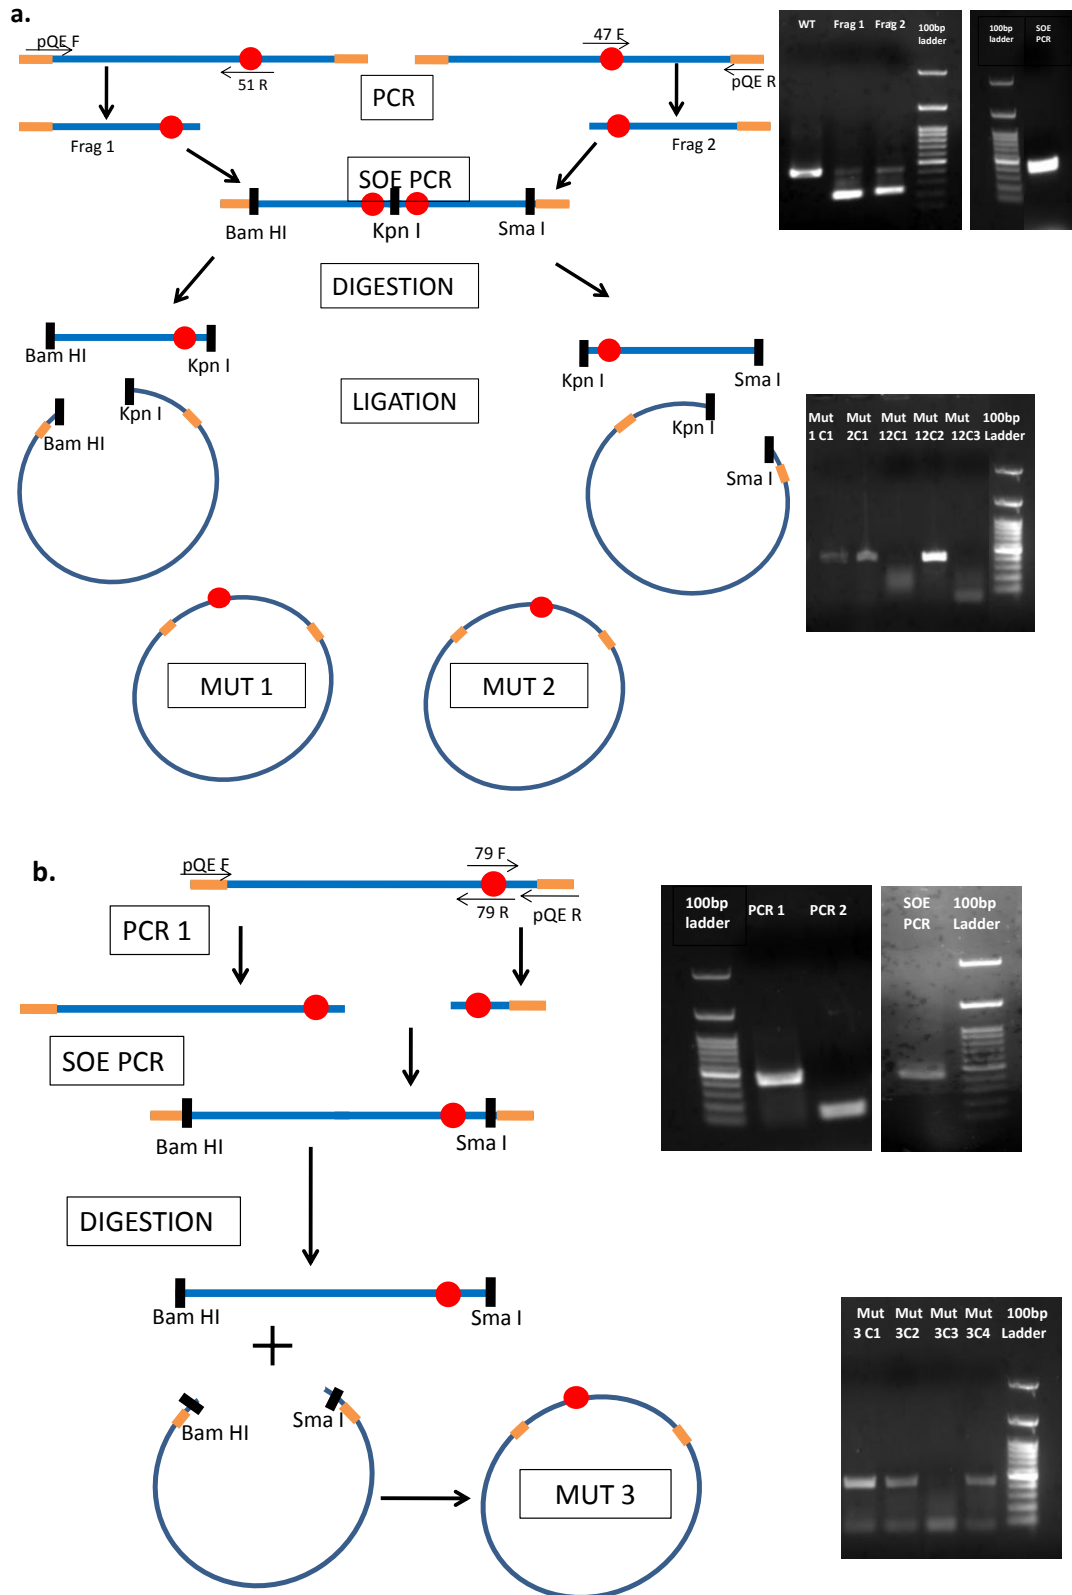 a.
pQE F
51 R
47 F
pQE R
PCR
Frag 1
Frag 2
SOE PCR
Bam HI
Kpn I
Sma I
DIGESTION
Bam HI
Kpn I
Kpn I
Sma I
LIGATION
Kpn I
Bam HI
Kpn I
Sma I
MUT 1
MUT 2
WT
Frag 1
Frag 2
100bp
ladder
100bp
ladder
SOE
PCR
Mut Mut Mut Mut Mut 100bp
1 C1 2C1 12C1 12C2 12C3 Ladder
b.
pQE F
79 F
79 R
pQE R
PCR 1
SOE PCR
Bam HI
Sma I
DIGESTION
Bam HI
Sma I
Bam HI
Sma I
MUT 3
100bp
ladder
PCR 1
PCR 2
SOE
PCR
100bp
Ladder
Mut Mut Mut Mut 100bp
3 C1 3C2 3C3 3C4 Ladder